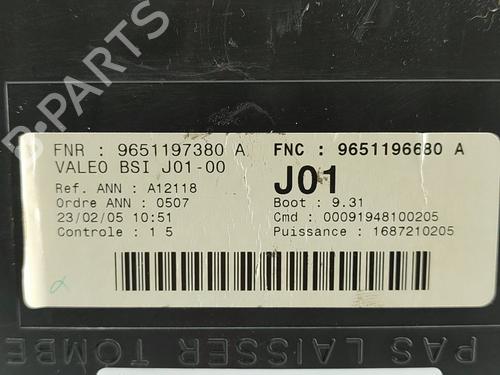 B-PARTS
FNR : 9651197380 A
FNC : 9651196680 A
VALEO BSI J01-00
J01
Ref. ANN : A12118
Ordre ANN : 0507
Boot : 9.31
23/02/05 10:51
Cmd : 00091948100205
Controle : 1 5
Puissance : 1687210205
PAS LAISSER TOMBE